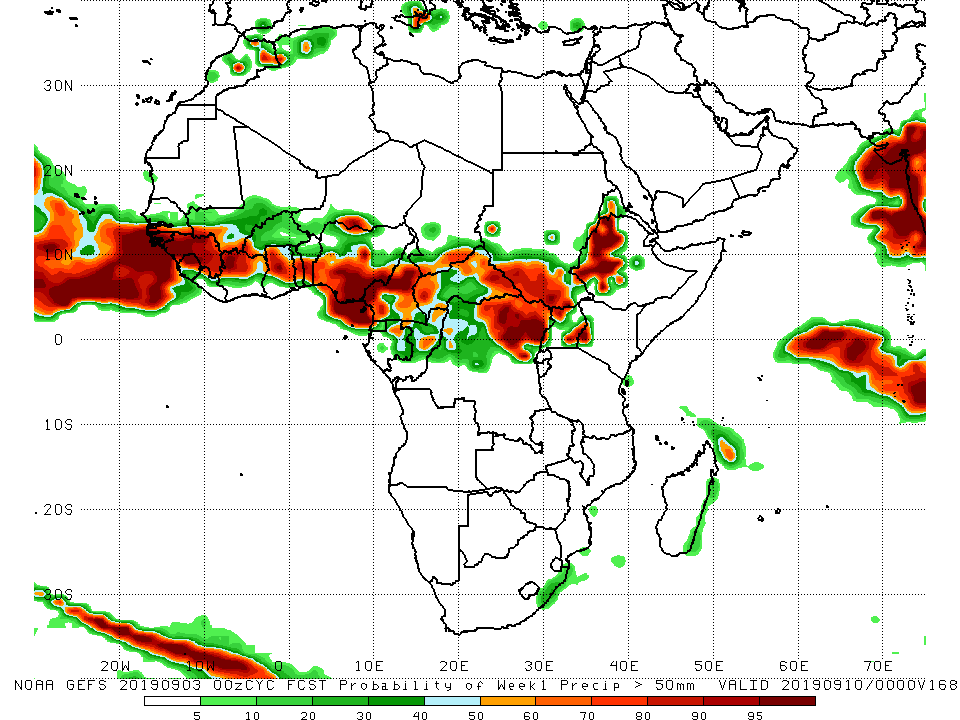 30N
20N
10N
0
10S
20S
30S
20W 10W 0 10E 20E 30E 40E 50E 60E 70E
NOAA GEFS 20190903 00zCYC FCST Probability of Week1 Precip > 50mm VALID 20190910/0000V168
5 10 20 30 40 50 60 70 80 90 95